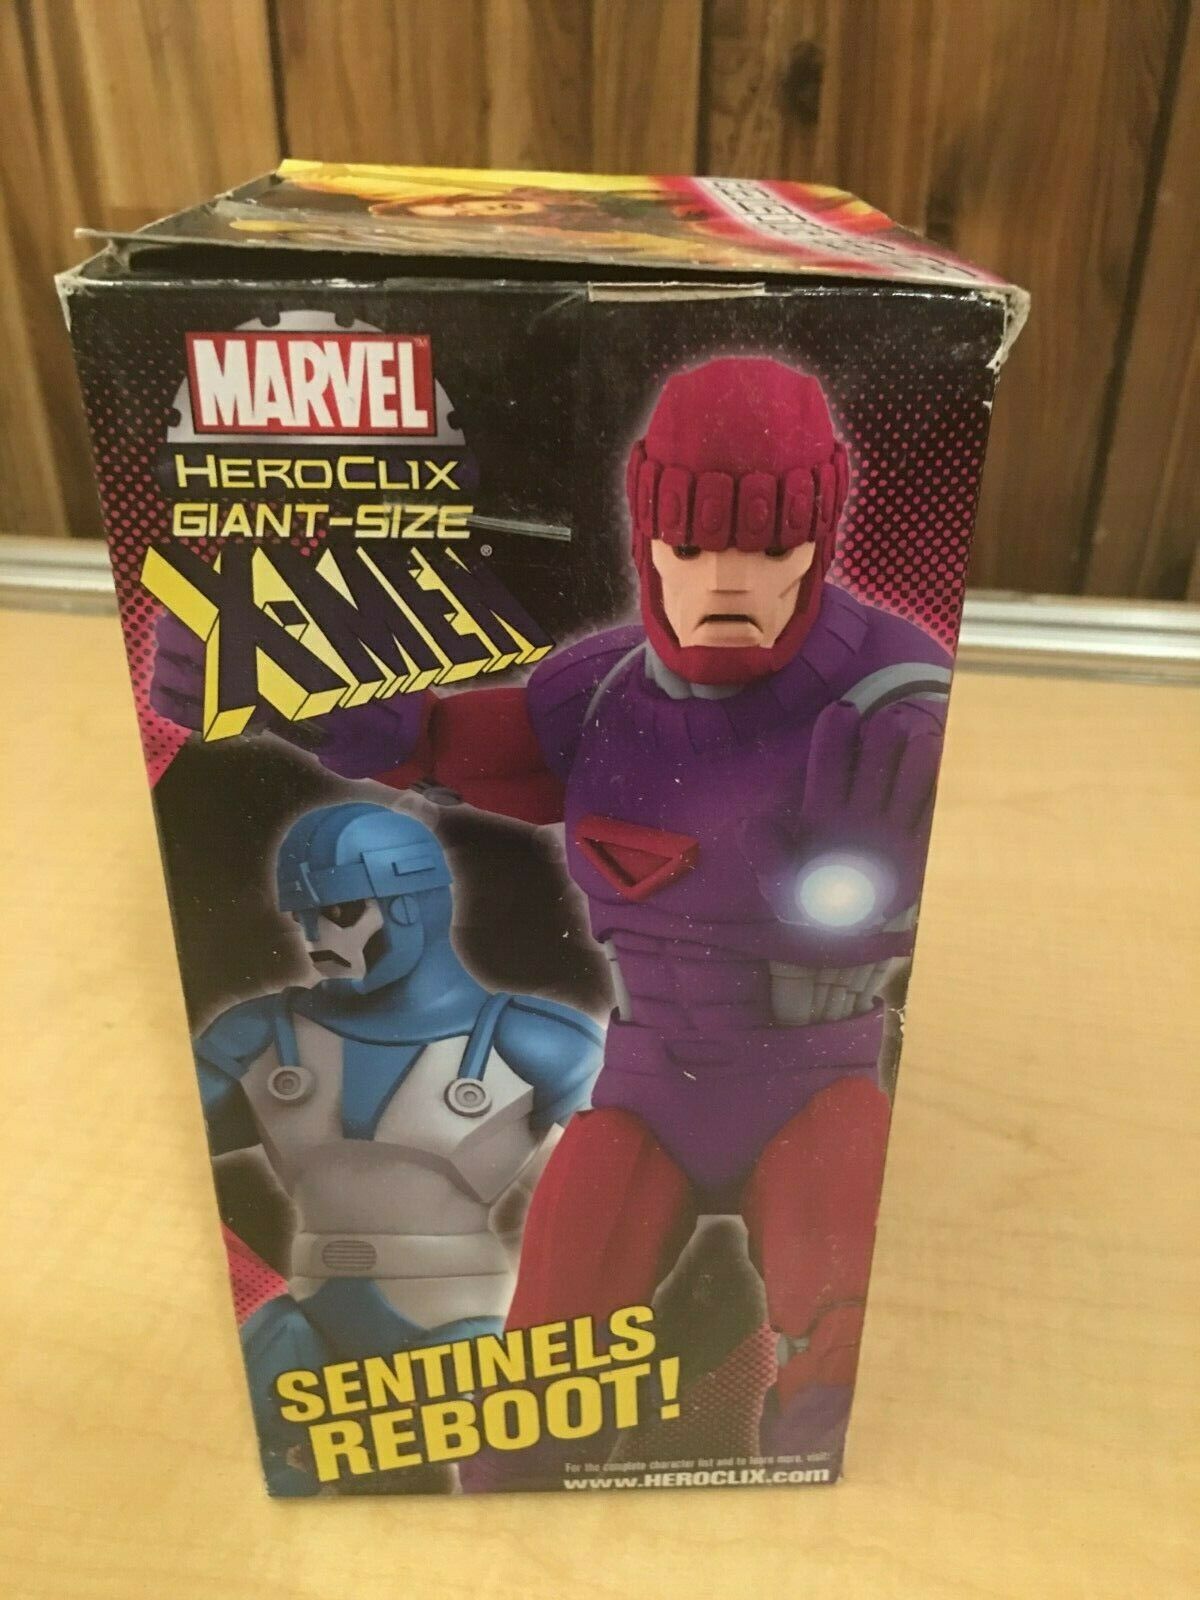 MARVEL™
HEROCLIX
GIANT-SIZE
X-MEN®
SENTINELS
REBOOT!
For the complete character list and to learn more, visit:
www.HEROCLIX.com